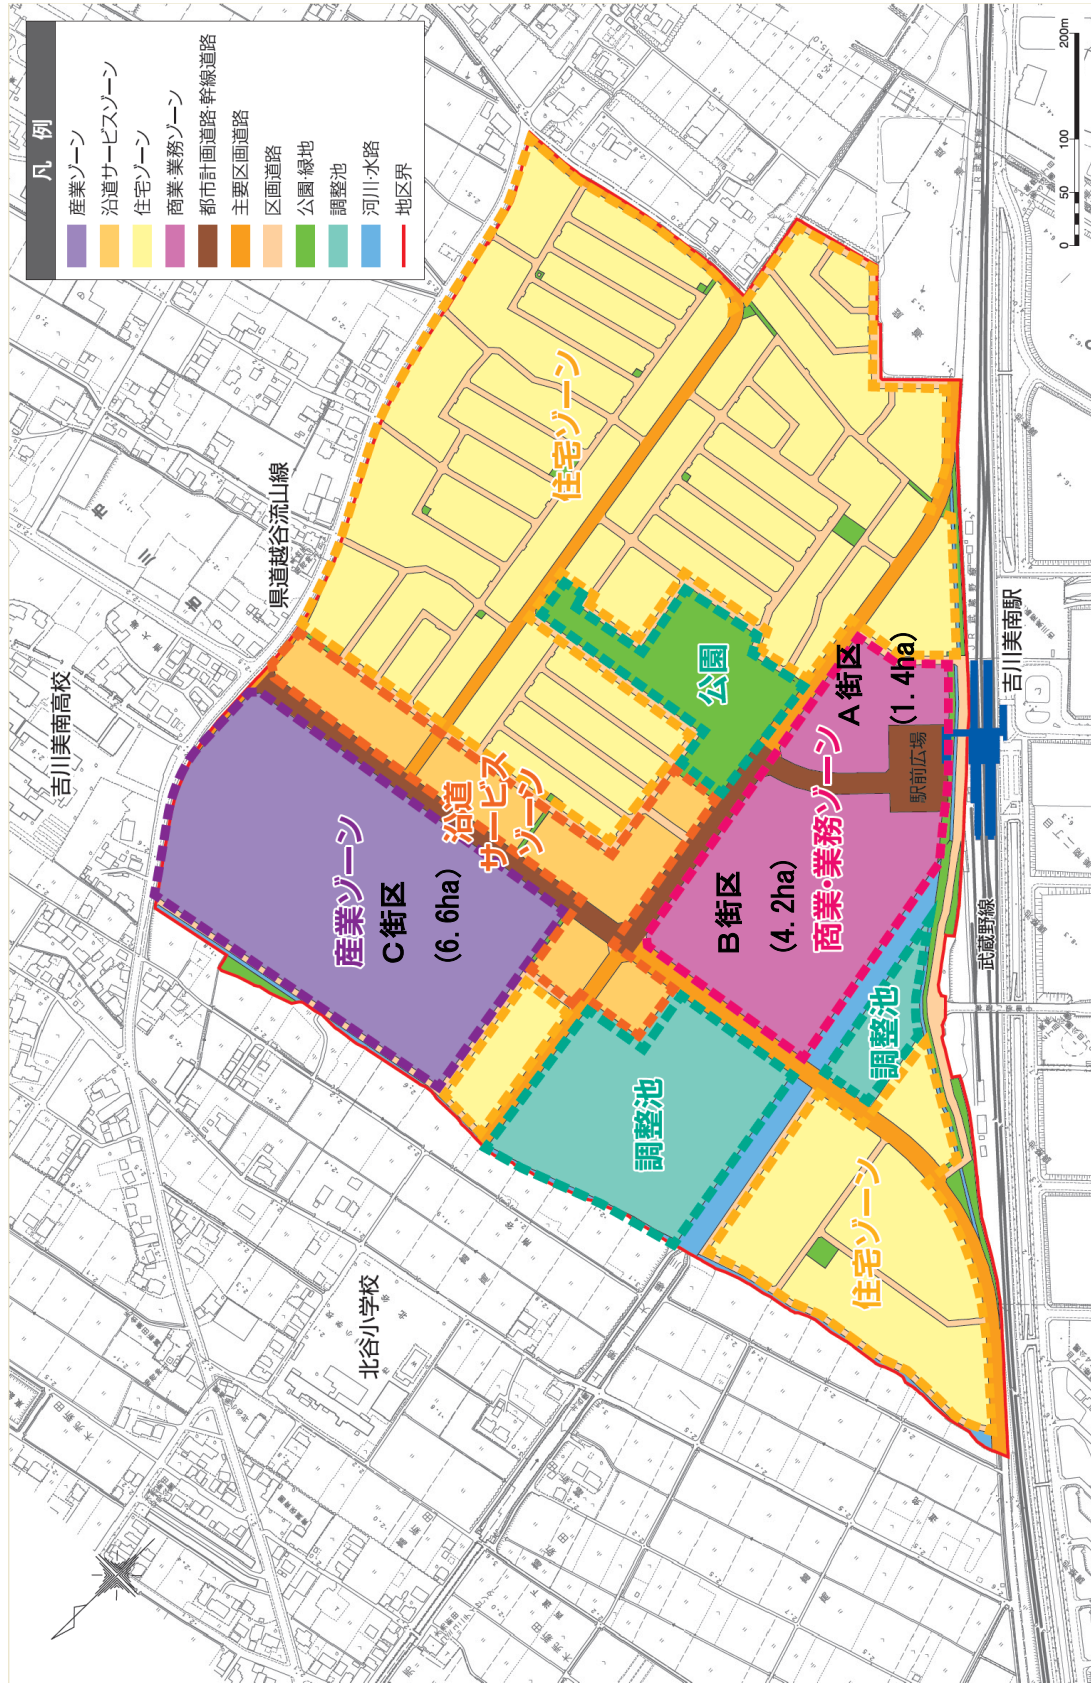 凡 例
産業ゾーン
沿道サービスゾーン
住宅ゾーン
商業・業務ゾーン
都市計画道路・幹線道路
主要区画道路
区画道路
公園・緑地
調整池
河川・水路
地区界
吉川美南高校
県道越谷流山線
北谷小学校
産業ゾーン
C街区
(6.6ha)
沿道
サービス
ゾーン
住宅ゾーン
公園
A街区
(1.4ha)
B街区
(4.2ha)
商業・業務ゾーン
駅前広場
調整池
調整池
住宅ゾーン
武蔵野線
吉川美南駅
0 50 100 200m